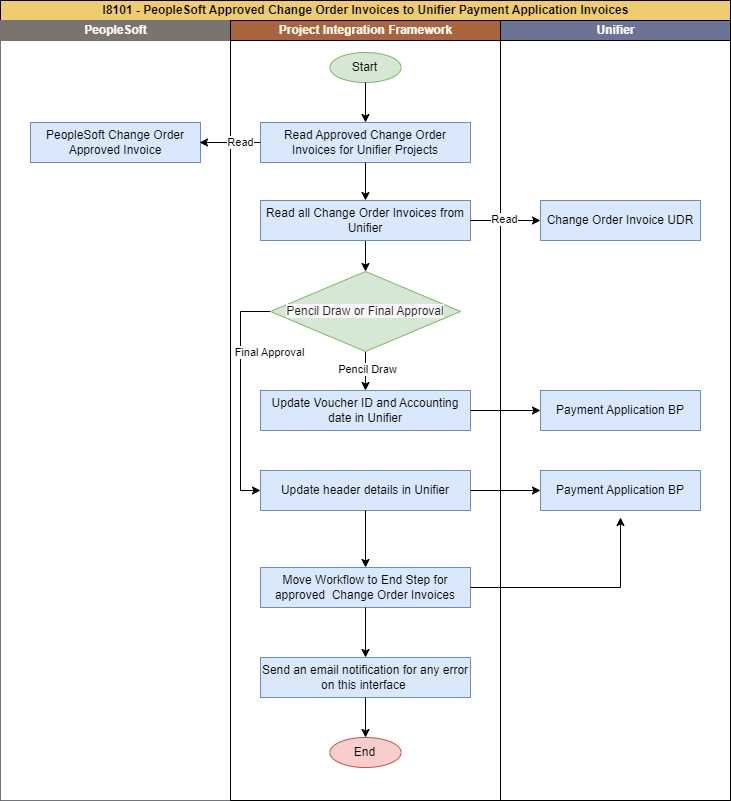 I8101 - PeopleSoft Approved Change Order Invoices to Unifier Payment Application Invoices
PeopleSoft
Project Integration Framework
Unifier
Start
PeopleSoft Change Order
Approved Invoice
Read
Read Approved Change Order
Invoices for Unifier Projects
Read all Change Order Invoices from
Unifier
Read
Change Order Invoice UDR
Pencil Draw or Final Approval
Final Approval
Pencil Draw
Update Voucher ID and Accounting
date in Unifier
Payment Application BP
Update header details in Unifier
Payment Application BP
Move Workflow to End Step for
approved  Change Order Invoices
Send an email notification for any error
on this interface
End